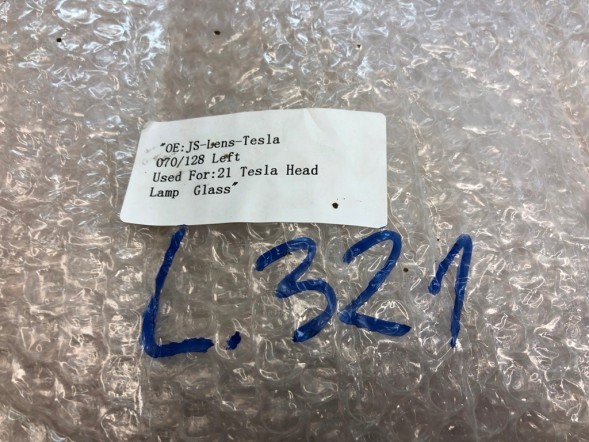 "OE:JS-Lens-Tesla
070/128 Left
Used For:21 Tesla Head
Lamp Glass"
L.321